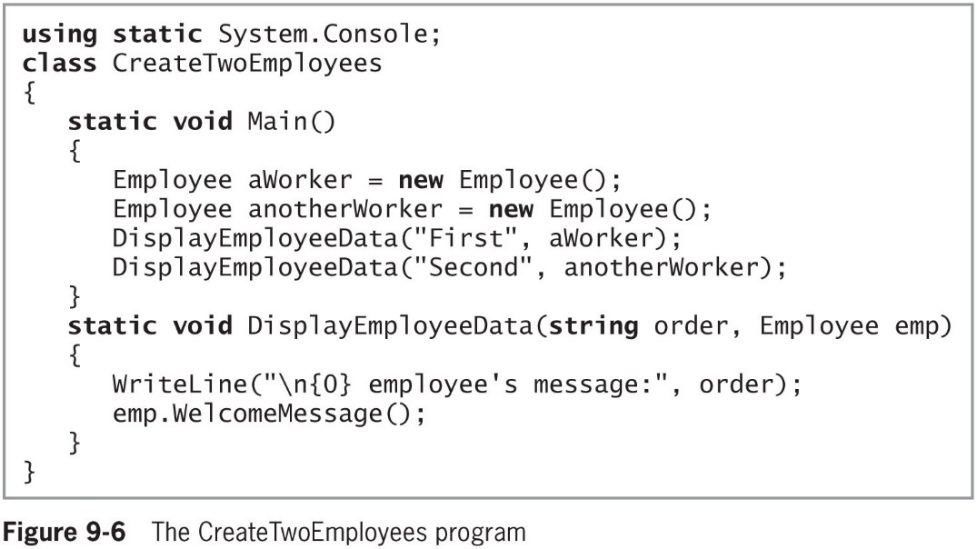 using static System.Console;
class CreateTwoEmployees
{
   static void Main()
   {
      Employee aWorker = new Employee();
      Employee anotherWorker = new Employee();
      DisplayEmployeeData("First", aWorker);
      DisplayEmployeeData("Second", anotherWorker);
   }
   static void DisplayEmployeeData(string order, Employee emp)
   {
      WriteLine("\n{0} employee's message:", order);
      emp.WelcomeMessage();
   }
}
Figure 9-6 The CreateTwoEmployees program